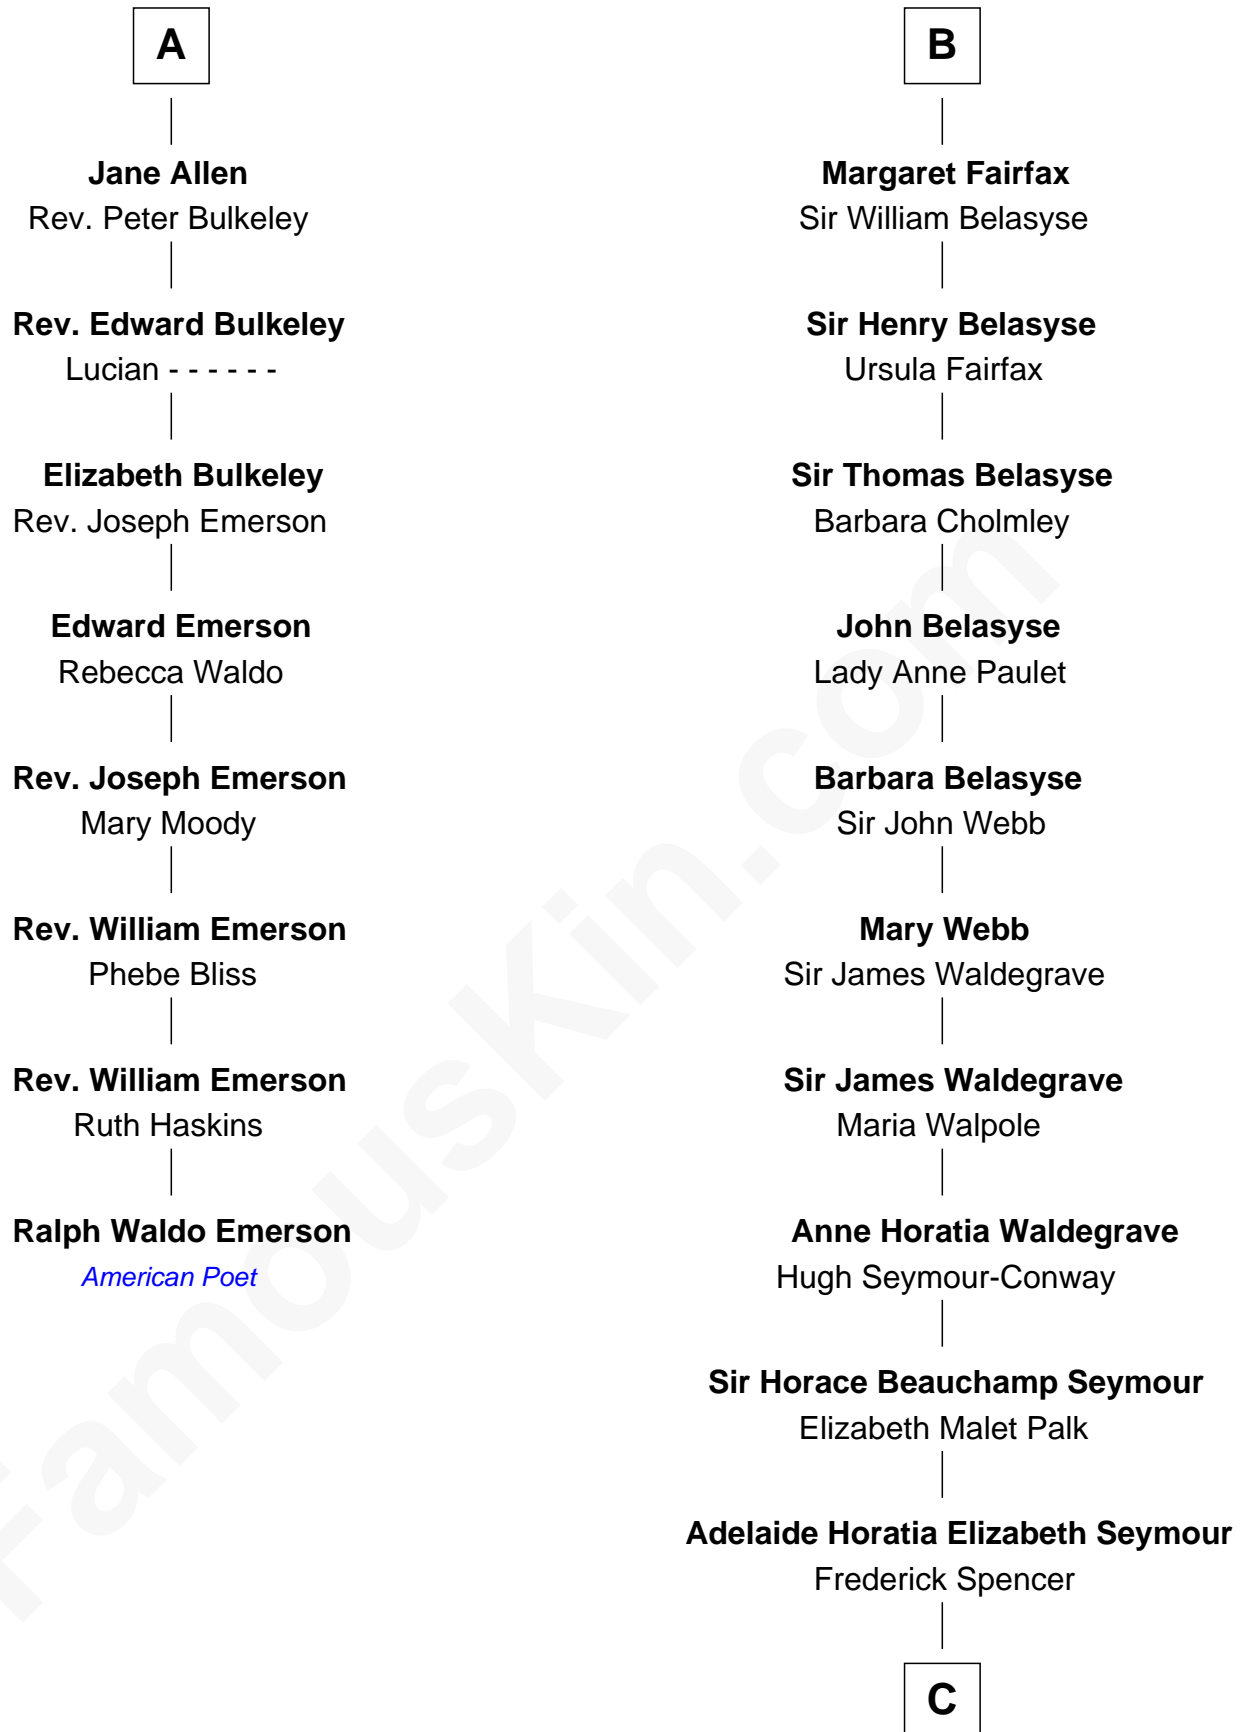 A
Jane Allen
Rev. Peter Bulkeley
Rev. Edward Bulkeley
Lucian - - - - - -
Elizabeth Bulkeley
Rev. Joseph Emerson
Edward Emerson
Rebecca Waldo
Rev. Joseph Emerson
Mary Moody
Rev. William Emerson
Phebe Bliss
Rev. William Emerson
Ruth Haskins
Ralph Waldo Emerson
American Poet
B
Margaret Fairfax
Sir William Belasyse
Sir Henry Belasyse
Ursula Fairfax
Sir Thomas Belasyse
Barbara Cholmley
John Belasyse
Lady Anne Paulet
Barbara Belasyse
Sir John Webb
Mary Webb
Sir James Waldegrave
Sir James Waldegrave
Maria Walpole
Anne Horatia Waldegrave
Hugh Seymour-Conway
Sir Horace Beauchamp Seymour
Elizabeth Malet Palk
Adelaide Horatia Elizabeth Seymour
Frederick Spencer
C
FamousKin.com